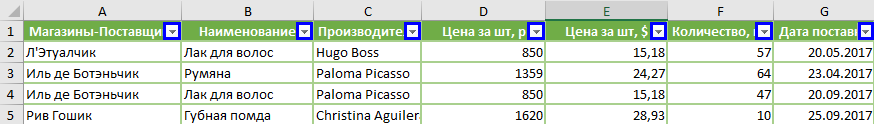 A B C D E F G
1 Магазины-Поставщи Наименование Производите Цена за шт, р Цена за шт, $ Количество, Дата постав
2 Л'Этуалчик Лак для волос Hugo Boss 850 15,18 57 20.05.2017
3 Иль де Ботэньчик Румяна Paloma Picasso 1359 24,27 64 23.04.2017
4 Иль де Ботэньчик Лак для волос Paloma Picasso 850 15,18 47 20.09.2017
5 Рив Гошик Губная помда Christina Aguiler 1620 28,93 10 25.09.2017